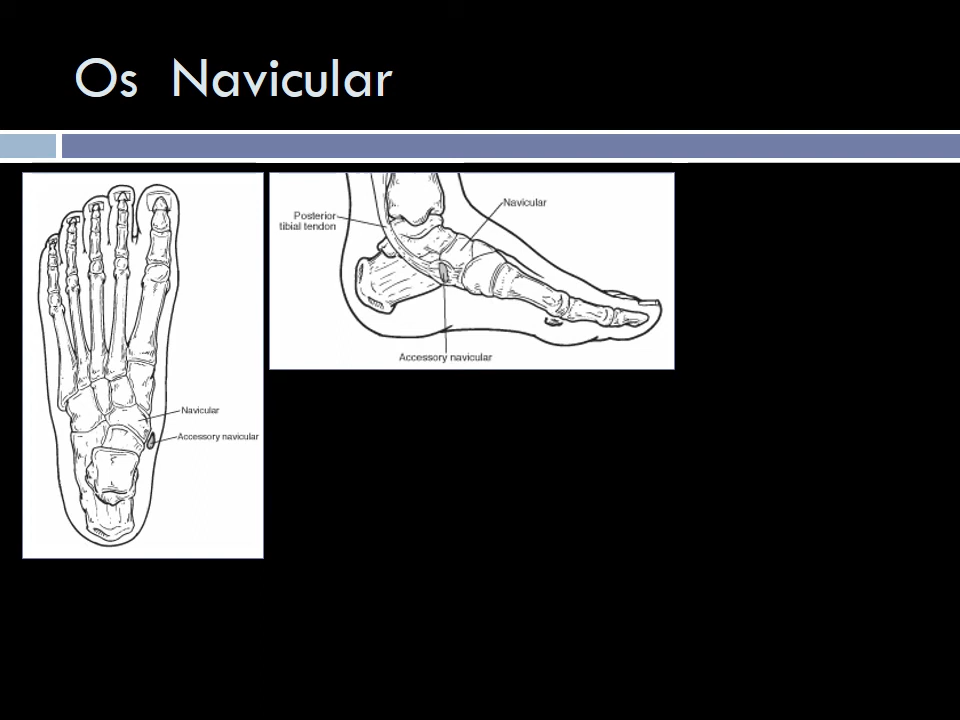 Os Navicular
Posterior
tibial tendon
Navicular
Accessory navicular
Navicular
Accessory navicular